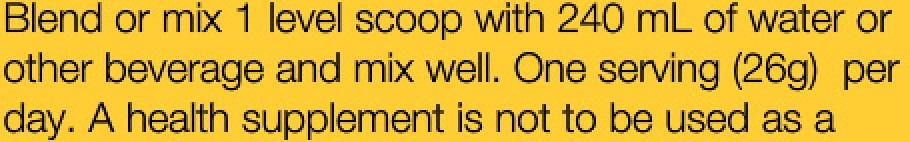 Blend or mix 1 level scoop with 240 mL of water or
other beverage and mix well. One serving (26g)  per
day. A health supplement is not to be used as a